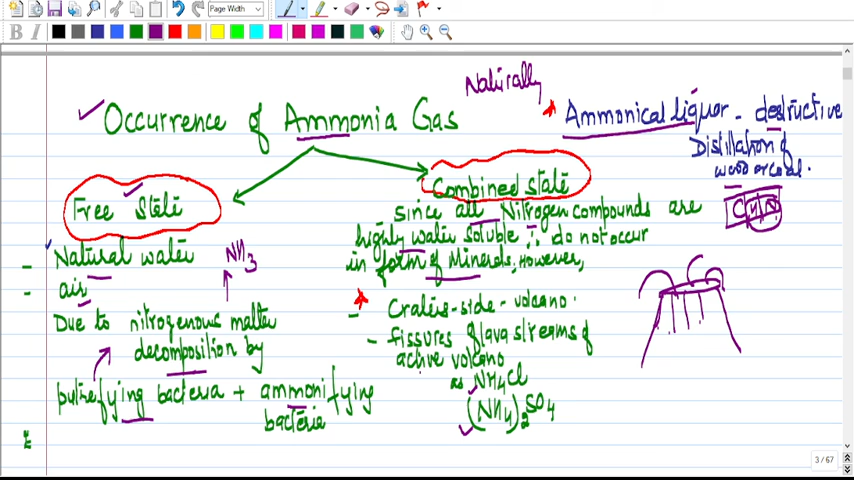 Page Width
B I
Naturally
✓ Occurrence of Ammonia Gas
Ammonical liquor - destructive
Distillation of
wood or coal.
C H N
Free State
Combined state
since all Nitrogen compounds are
highly water soluble ∴ do not occur
in form of Minerals, However,
- Natural water
NH3
- air
Due to nitrogenous matter
decomposition by
putrefying bacteria + ammonifying
bacteria
- Craters-side-volcano.
- fissures of lava streams of
active volcano
as NH4Cl
(NH4)2SO4
3 / 67